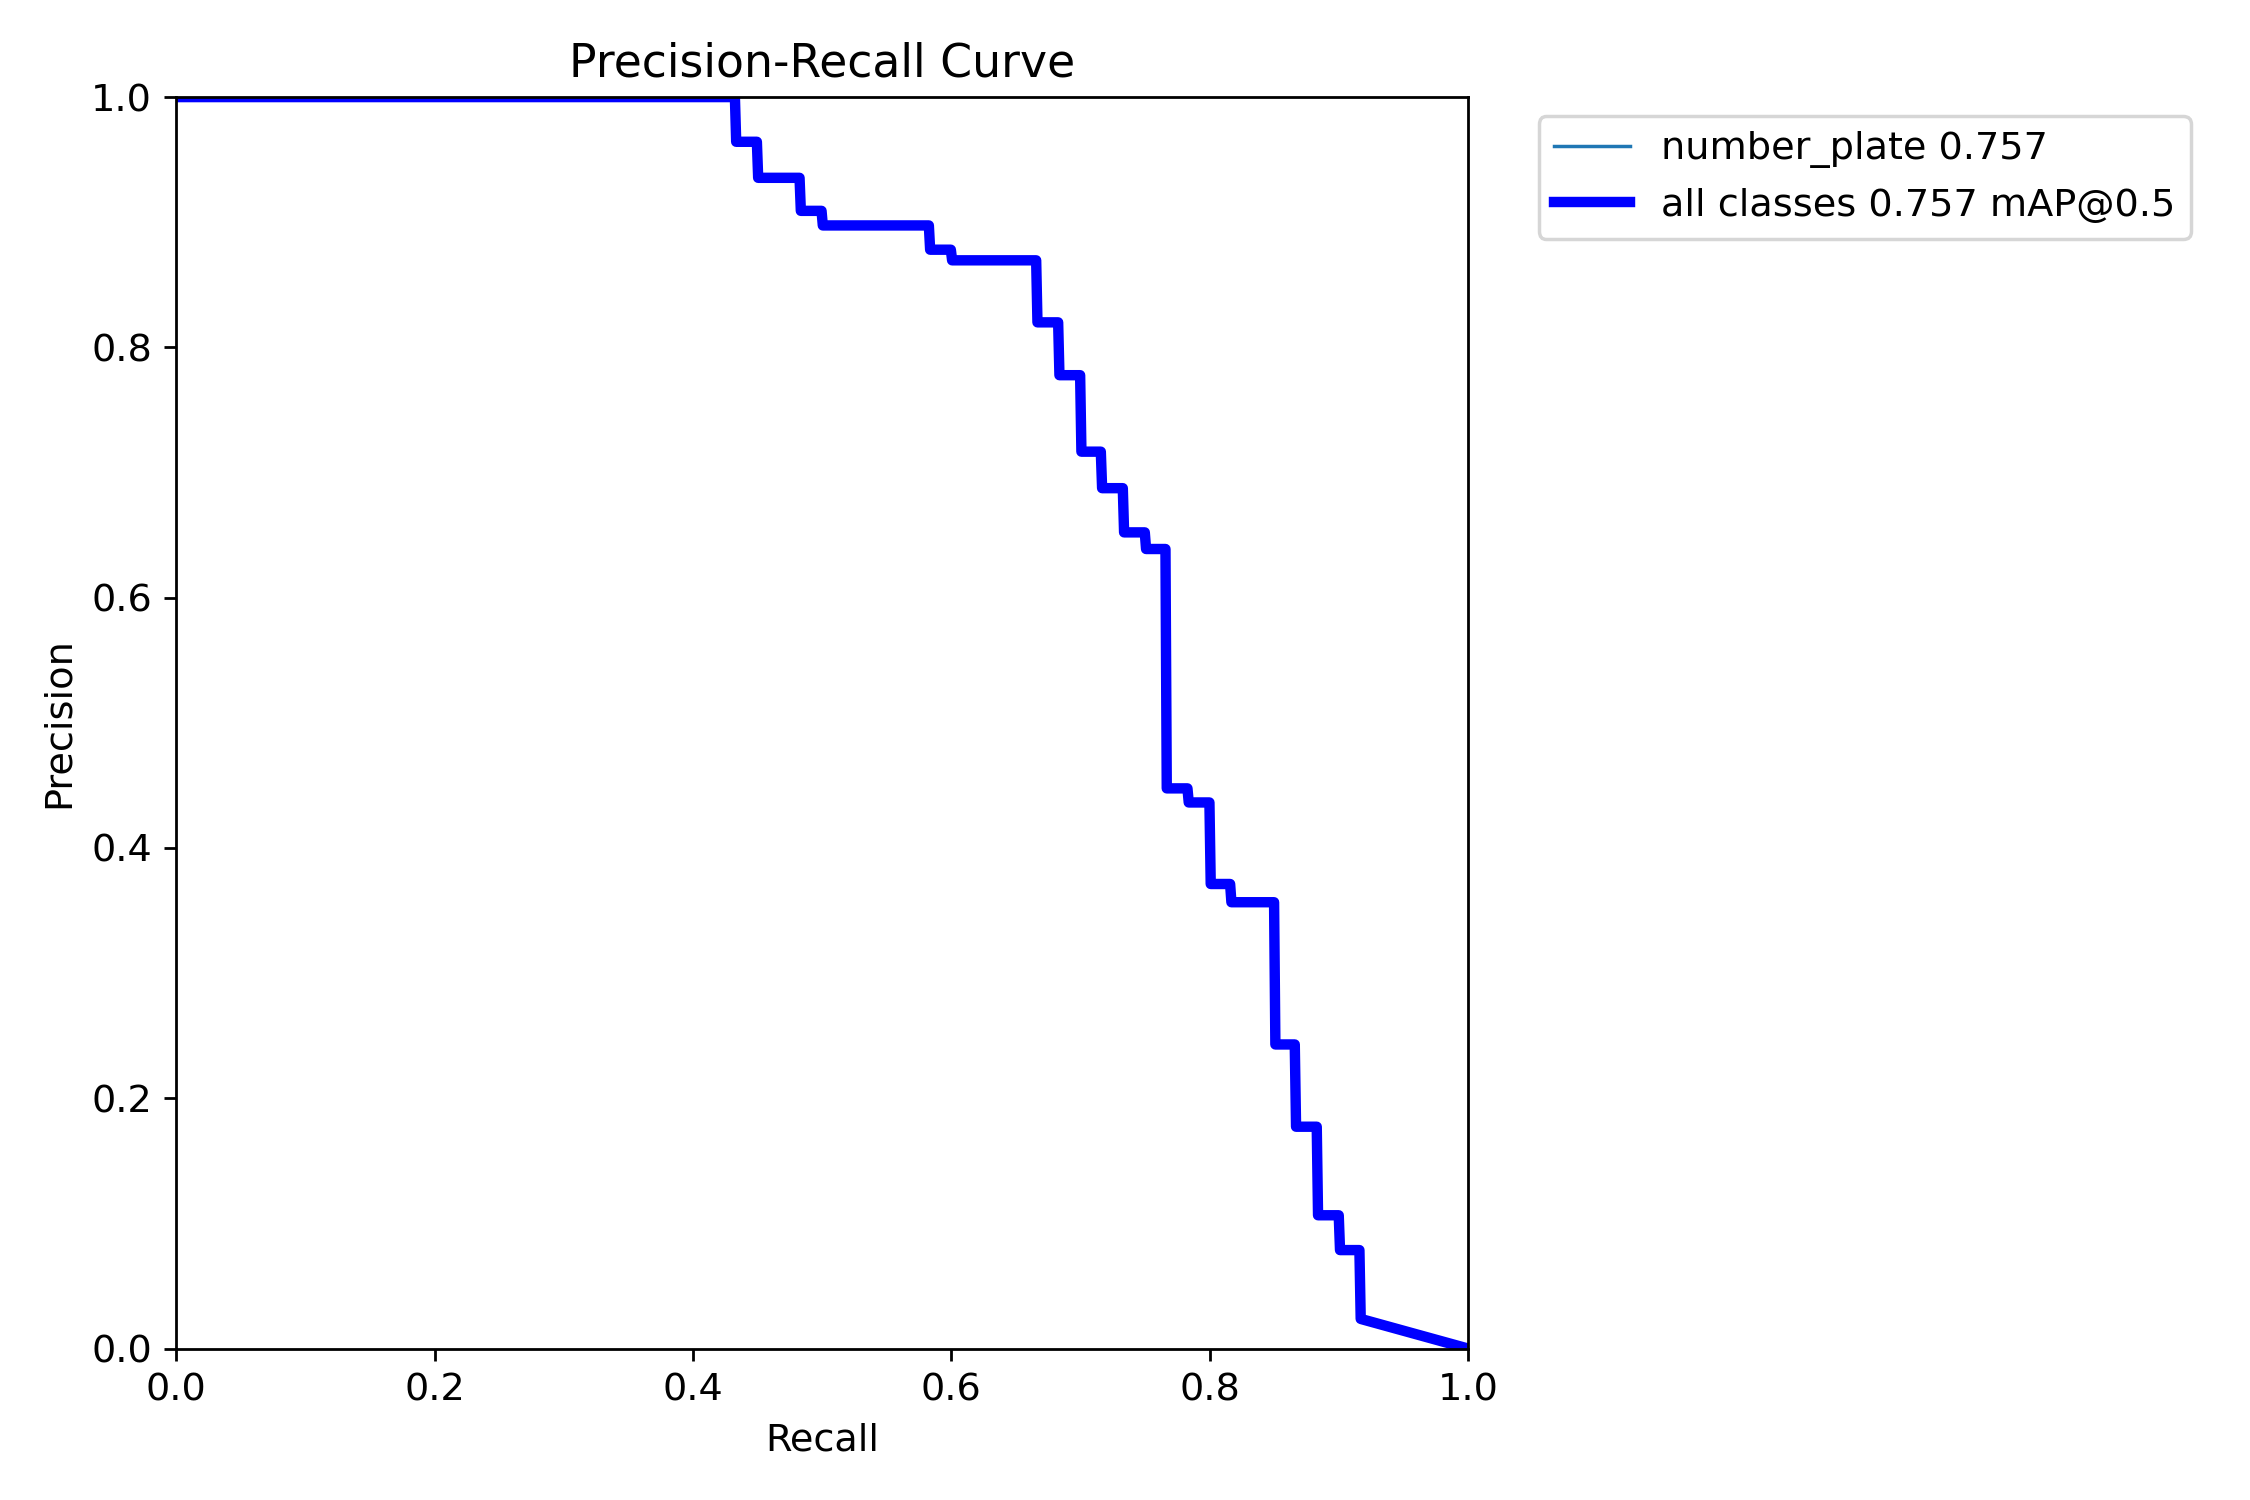 Precision-Recall Curve
number_plate 0.757
all classes 0.757 mAP@0.5
Precision
1.0
0.8
0.6
0.4
0.2
0.0
0.0 0.2 0.4 0.6 0.8 1.0
Recall